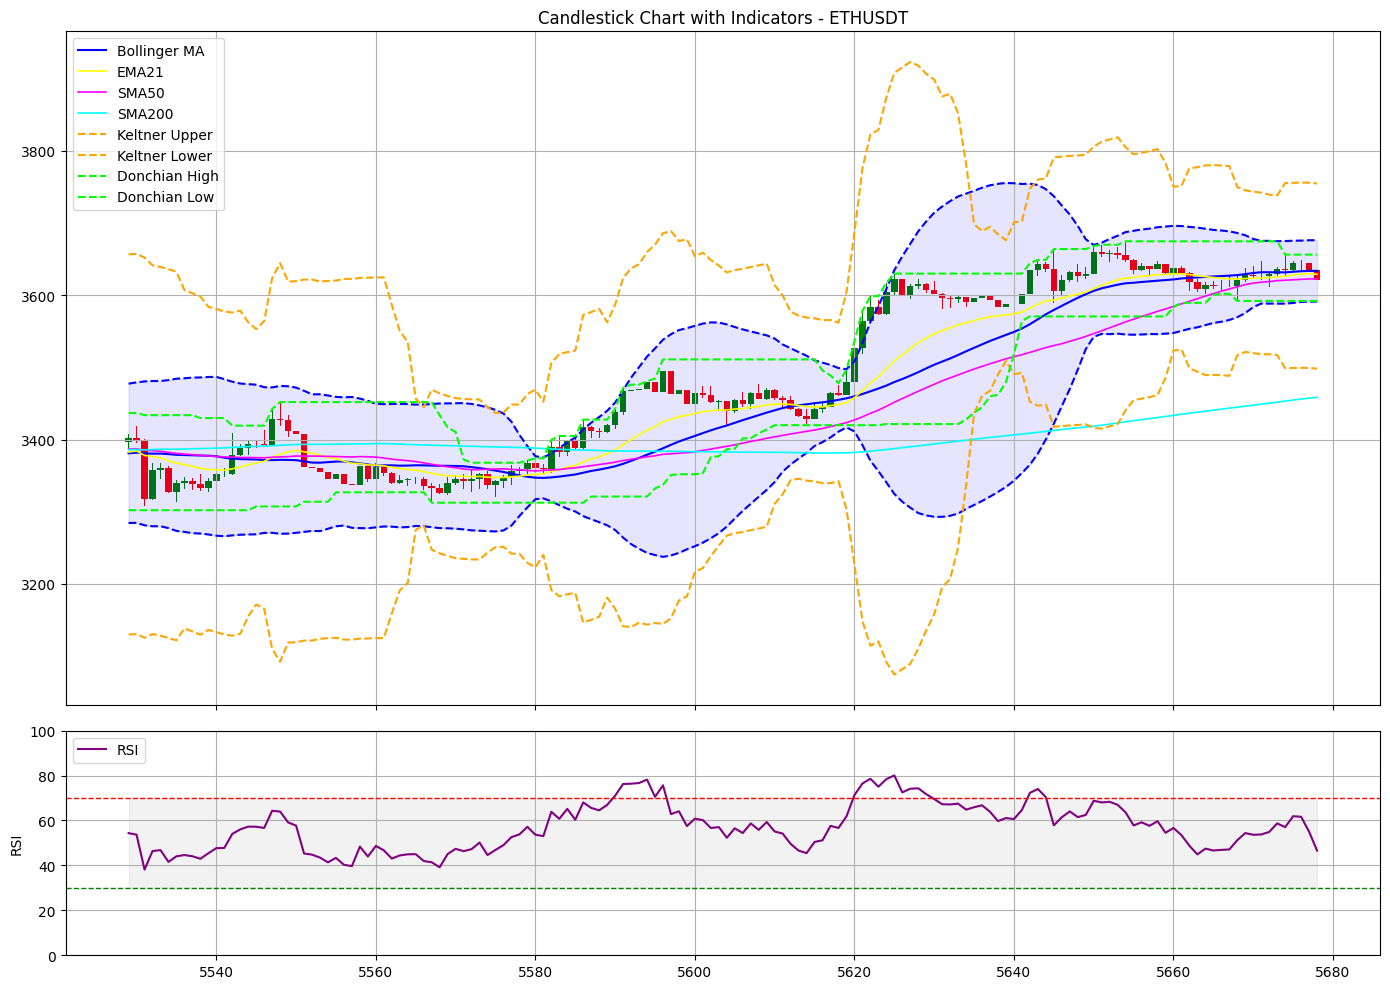 Candlestick Chart with Indicators - ETHUSDT
Bollinger MA
EMA21
SMA50
SMA200
Keltner Upper
Keltner Lower
Donchian High
Donchian Low
3800
3600
3400
3200
RSI
100
80
60
40
20
0
RSI
5540 5560 5580 5600 5620 5640 5660 5680